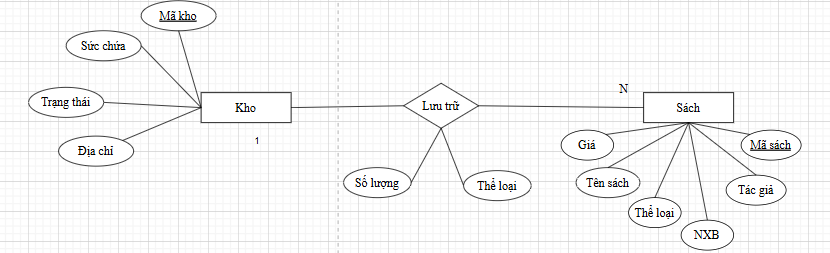 Mã kho
Sức chứa
Trạng thái
Địa chỉ
Kho
1
Lưu trữ
Số lượng
Thể loại
N
Sách
Giá
Tên sách
Thể loại
NXB
Tác giả
Mã sách